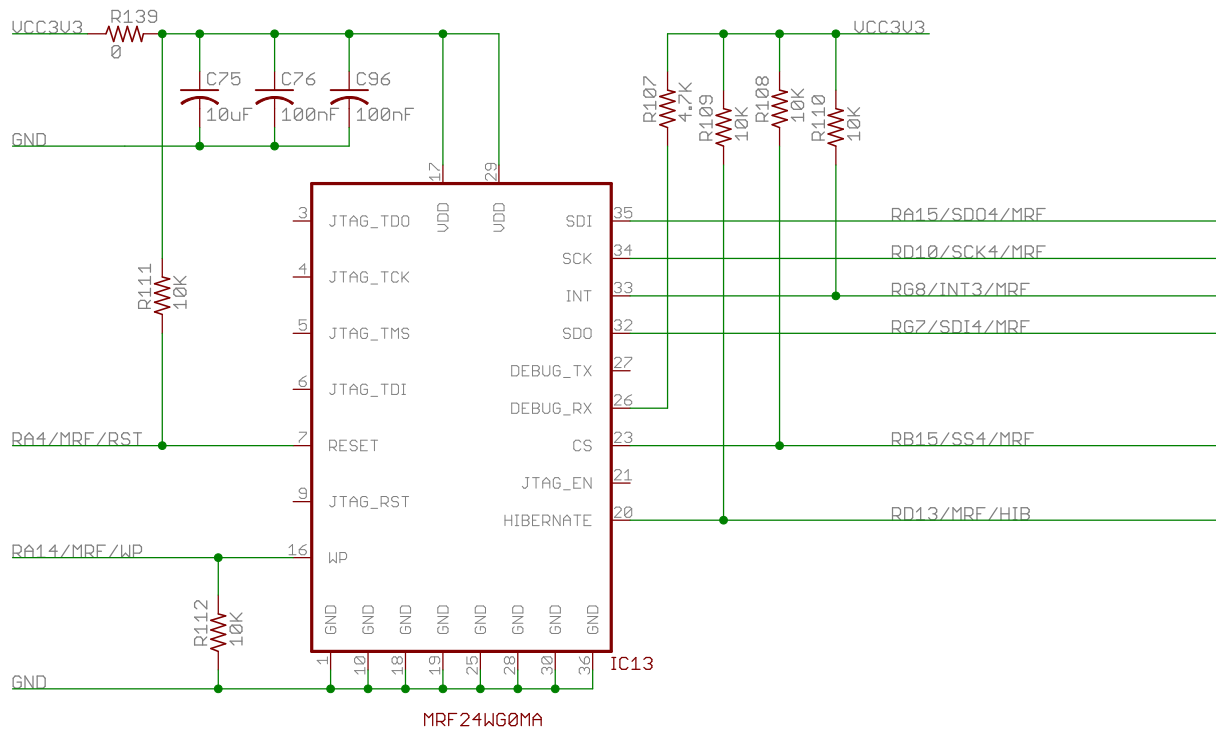 R139
VCC3V3
0
VCC3V3
C75
C76
C96
10uF
100nF
100nF
R107
4.7K
R109
10K
R108
10K
R110
10K
GND
17
29
VDD
VDD
3
JTAG_TDO
SDI
35
RA15/SDO4/MRF
SCK
34
RD10/SCK4/MRF
4
JTAG_TCK
R111
10K
INT
33
RG8/INT3/MRF
5
JTAG_TMS
SDO
32
RG7/SDI4/MRF
DEBUG_TX
27
6
JTAG_TDI
DEBUG_RX
26
RA4/MRF/RST
7
RESET
CS
23
RB15/SS4/MRF
JTAG_EN
21
9
JTAG_RST
HIBERNATE
20
RD13/MRF/HIB
RA14/MRF/WP
16
WP
R112
10K
GND
GND
GND
GND
GND
GND
GND
GND
1
10
18
19
25
28
30
36
IC13
GND
MRF24WG0MA